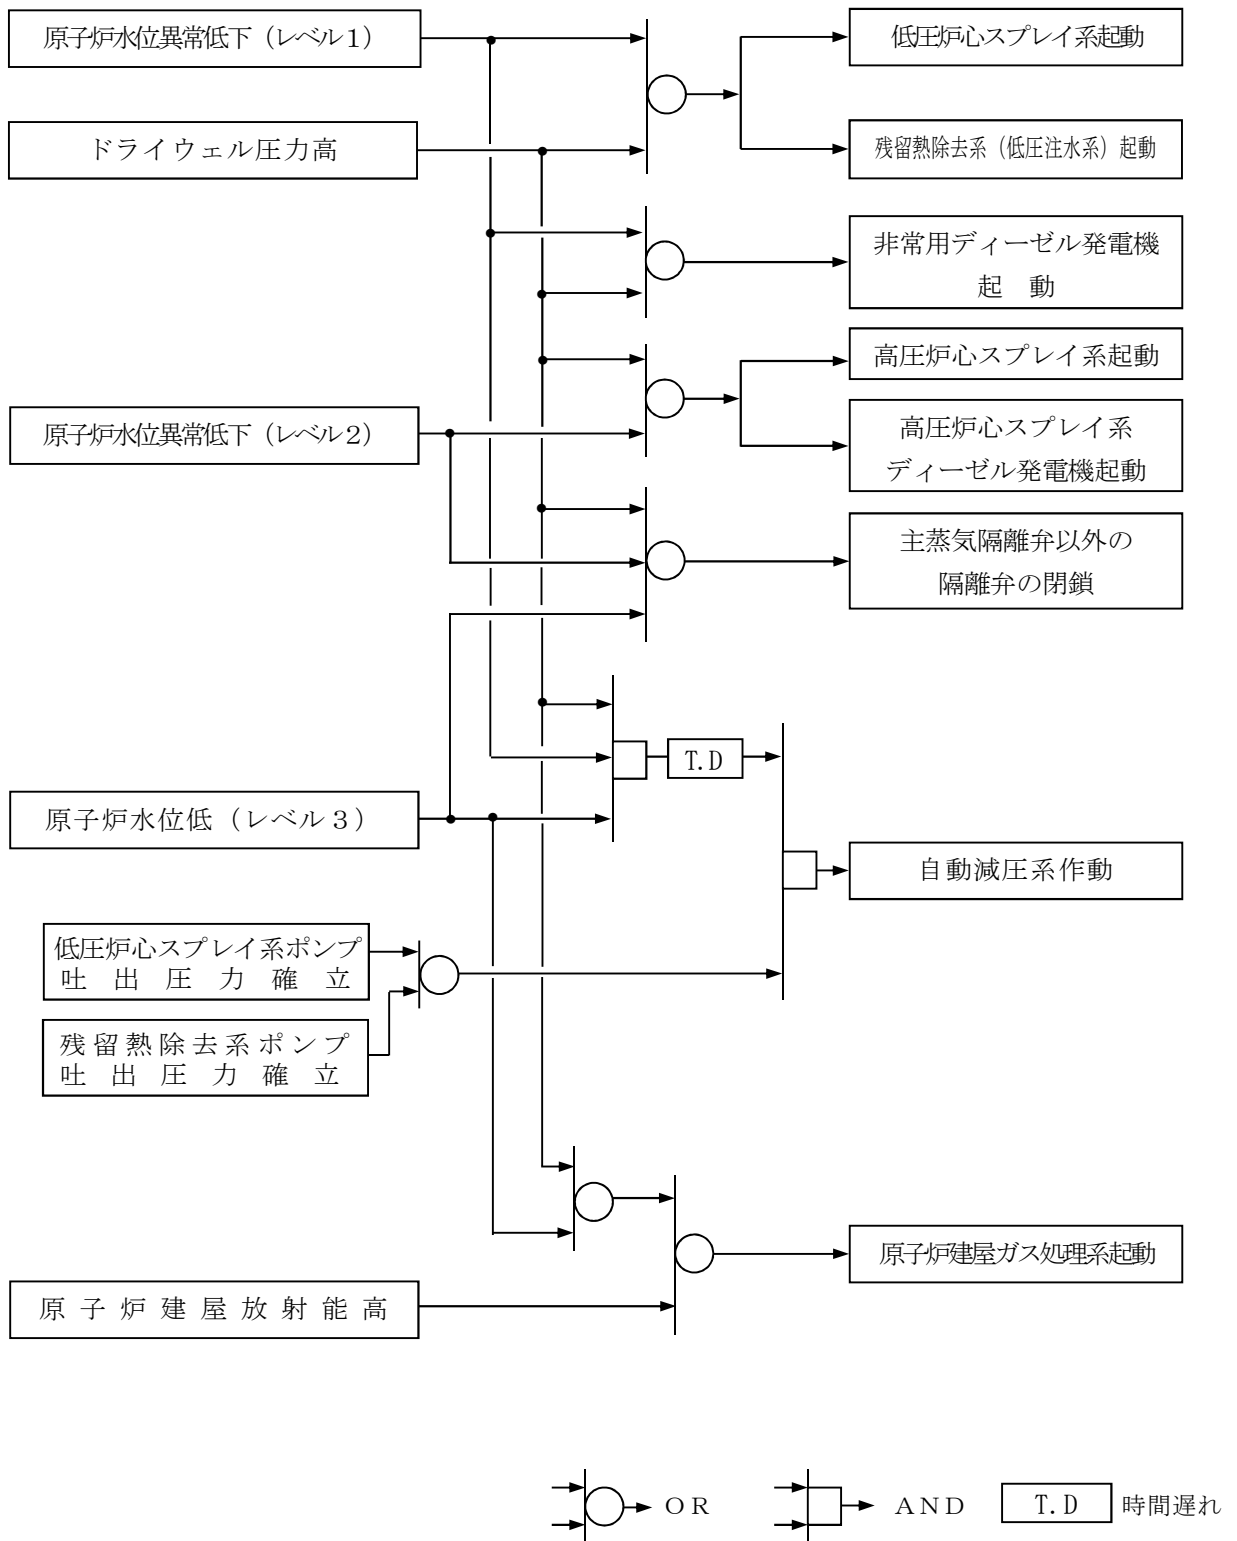 原子炉水位異常低下（レベル１）
低圧炉心スプレイ系起動
ドライウェル圧力高
残留熱除去系（低圧注水系）起動
非常用ディーゼル発電機
起　動
高圧炉心スプレイ系起動
原子炉水位異常低下（レベル２）
高圧炉心スプレイ系
ディーゼル発電機起動
主蒸気隔離弁以外の
隔離弁の閉鎖
T.D
原子炉水位低（レベル３）
自動減圧系作動
低圧炉心スプレイ系ポンプ
吐出圧力確立
残留熱除去系ポンプ
吐出圧力確立
原子炉建屋ガス処理系起動
原子炉建屋放射能高
ＯＲ
ＡＮＤ
T.D
時間遅れ